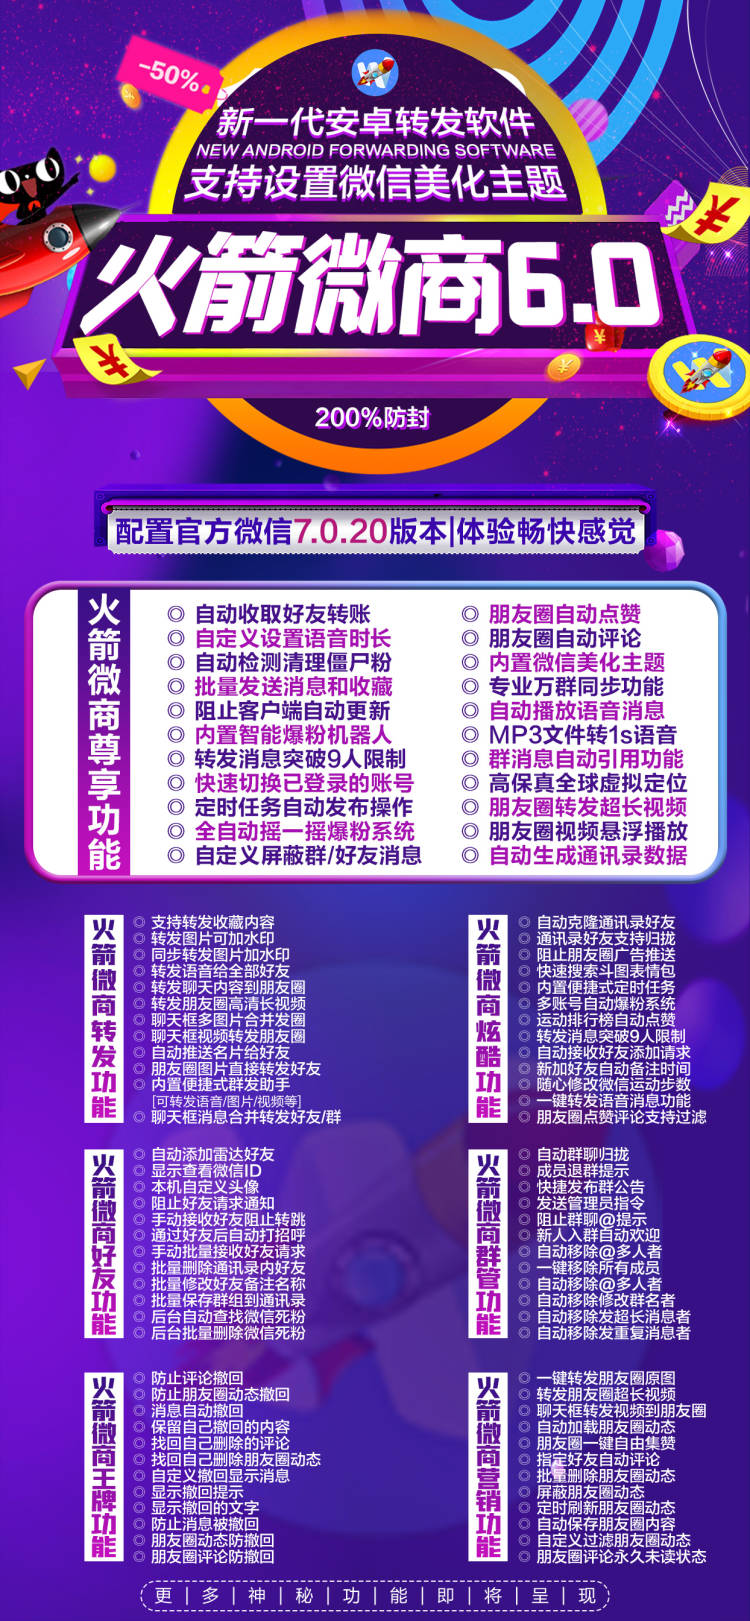 -50%
新一代安卓转发软件
NEW ANDROID FORWARDING SOFTWARE
支持设置微信美化主题
火箭微商6.0
200%防封
配置官方微信7.0.20版本|体验畅快感觉
火箭微商尊享功能
◎ 自动收取好友转账
◎ 自定义设置语音时长
◎ 自动检测清理僵尸粉
◎ 批量发送消息和收藏
◎ 阻止客户端自动更新
◎ 内置智能爆粉机器人
◎ 转发消息突破9人限制
◎ 快速切换已登录的账号
◎ 定时任务自动发布操作
◎ 全自动摇一摇爆粉系统
◎ 自定义屏蔽群/好友消息
◎ 朋友圈自动点赞
◎ 朋友圈自动评论
◎ 内置微信美化主题
◎ 专业万群同步功能
◎ 自动播放语音消息
◎ MP3文件转1s语音
◎ 群消息自动引用功能
◎ 高保真全球虚拟定位
◎ 朋友圈转发超长视频
◎ 朋友圈视频悬浮播放
◎ 自动生成通讯录数据
火箭微商转发功能
◎ 支持转发收藏内容
◎ 转发图片可加水印
◎ 同步转发图片加水印
◎ 转发语音给全部好友
◎ 转发聊天内容到朋友圈
◎ 转发朋友圈高清长视频
◎ 聊天框多图片合并发圈
◎ 聊天框视频转发朋友圈
◎ 自动推送名片给好友
◎ 朋友圈图片直接转发好友
◎ 内置便捷式群发助手
[可转发语音/图片/视频等]
◎ 聊天框消息合并转发好友/群
火箭微商炫酷功能
◎ 自动克隆通讯录好友
◎ 通讯录好友支持归拢
◎ 阻止朋友圈广告推送
◎ 快速搜索斗图表情包
◎ 内置便捷式定时任务
◎ 多账号自动爆粉系统
◎ 运动排行榜自动点赞
◎ 转发消息突破9人限制
◎ 自动接收好友添加请求
◎ 新加好友自动备注时间
◎ 随心修改微信运动步数
◎ 一键转发语音消息功能
◎ 朋友圈点赞评论支持过滤
火箭微商好友功能
◎ 自动添加雷达好友
◎ 显示查看微信ID
◎ 本机自定义头像
◎ 阻止好友请求通知
◎ 手动接收好友阻止转跳
◎ 通过好友后自动打招呼
◎ 手动批量接收好友请求
◎ 批量删除通讯录内好友
◎ 批量修改好友备注名称
◎ 批量保存群组到通讯录
◎ 后台自动查找微信死粉
◎ 后台批量删除微信死粉
火箭微商群管功能
◎ 自动群聊归拢
◎ 成员退群提示
◎ 快捷发布群公告
◎ 发送管理员指令
◎ 阻止群聊@提示
◎ 新人入群自动欢迎
◎ 自动移除@多人者
◎ 一键移除所有成员
◎ 自动移除@多人者
◎ 自动移除修改群名者
◎ 自动移除发超长消息者
◎ 自动移除发重复消息者
火箭微商王牌功能
◎ 防止评论撤回
◎ 防止朋友圈动态撤回
◎ 消息自动撤回
◎ 保留自己撤回的内容
◎ 找回自己删除的评论
◎ 找回自己删除朋友圈动态
◎ 自定义撤回显示消息
◎ 显示撤回提示
◎ 显示撤回的文字
◎ 防止消息被撤回
◎ 朋友圈动态防撤回
◎ 朋友圈评论防撤回
火箭微商营销功能
◎ 一键转发朋友圈原图
◎ 转发朋友圈超长视频
◎ 聊天框转发视频到朋友圈
◎ 自动加载朋友圈动态
◎ 朋友圈一键自由集赞
◎ 指定好友自动评论
◎ 批量删除朋友圈动态
◎ 屏蔽朋友圈动态
◎ 定时刷新朋友圈动态
◎ 自动保存朋友圈内容
◎ 自定义过滤朋友圈动态
◎ 朋友圈评论永久未读状态
更|多|神|秘|功|能|即|将|呈|现